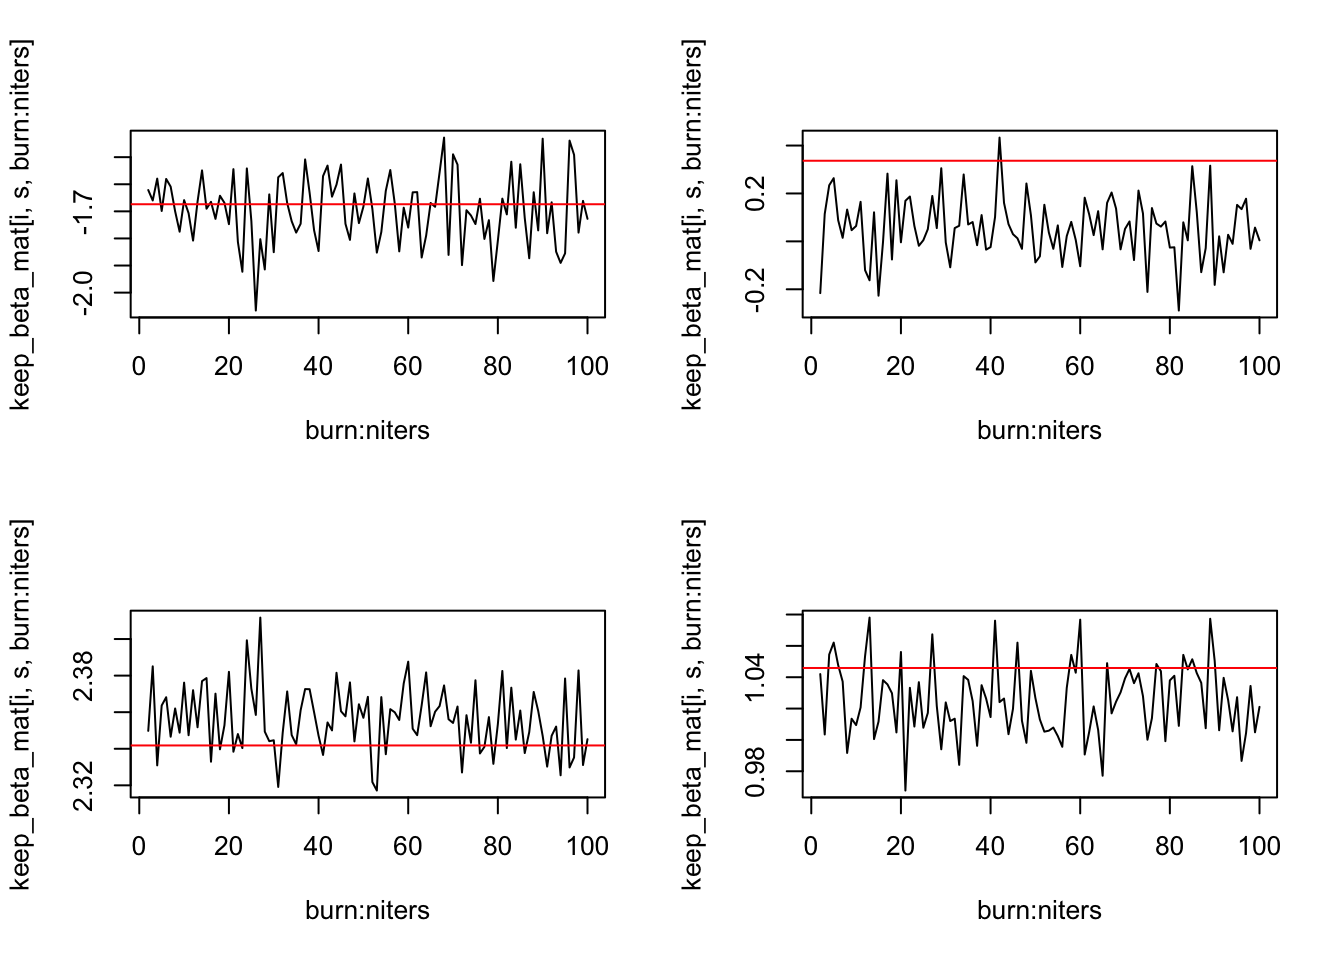 keep_beta_mat[i, s, burn:niters]
-1.7
-2.0
0 20 40 60 80 100
burn:niters
keep_beta_mat[i, s, burn:niters]
0.2
-0.2
0 20 40 60 80 100
burn:niters
keep_beta_mat[i, s, burn:niters]
2.38
2.32
0 20 40 60 80 100
burn:niters
keep_beta_mat[i, s, burn:niters]
1.04
0.98
0 20 40 60 80 100
burn:niters